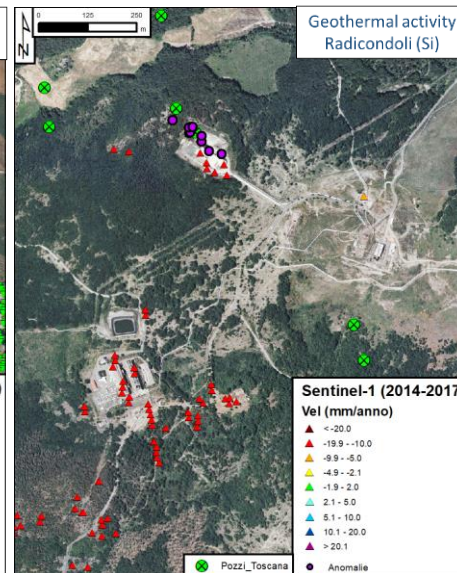 0 125 250
m
N
Geothermal activity
Radicondoli (Si)
Sentinel-1 (2014-2017)
Vel (mm/anno)
< -20.0
-19.9 - -10.0
-9.9 - -5.0
-4.9 - -2.1
-1.9 - 2.0
2.1 - 5.0
5.1 - 10.0
10.1 - 20.0
> 20.1
Anomalie
Pozzi_Toscana